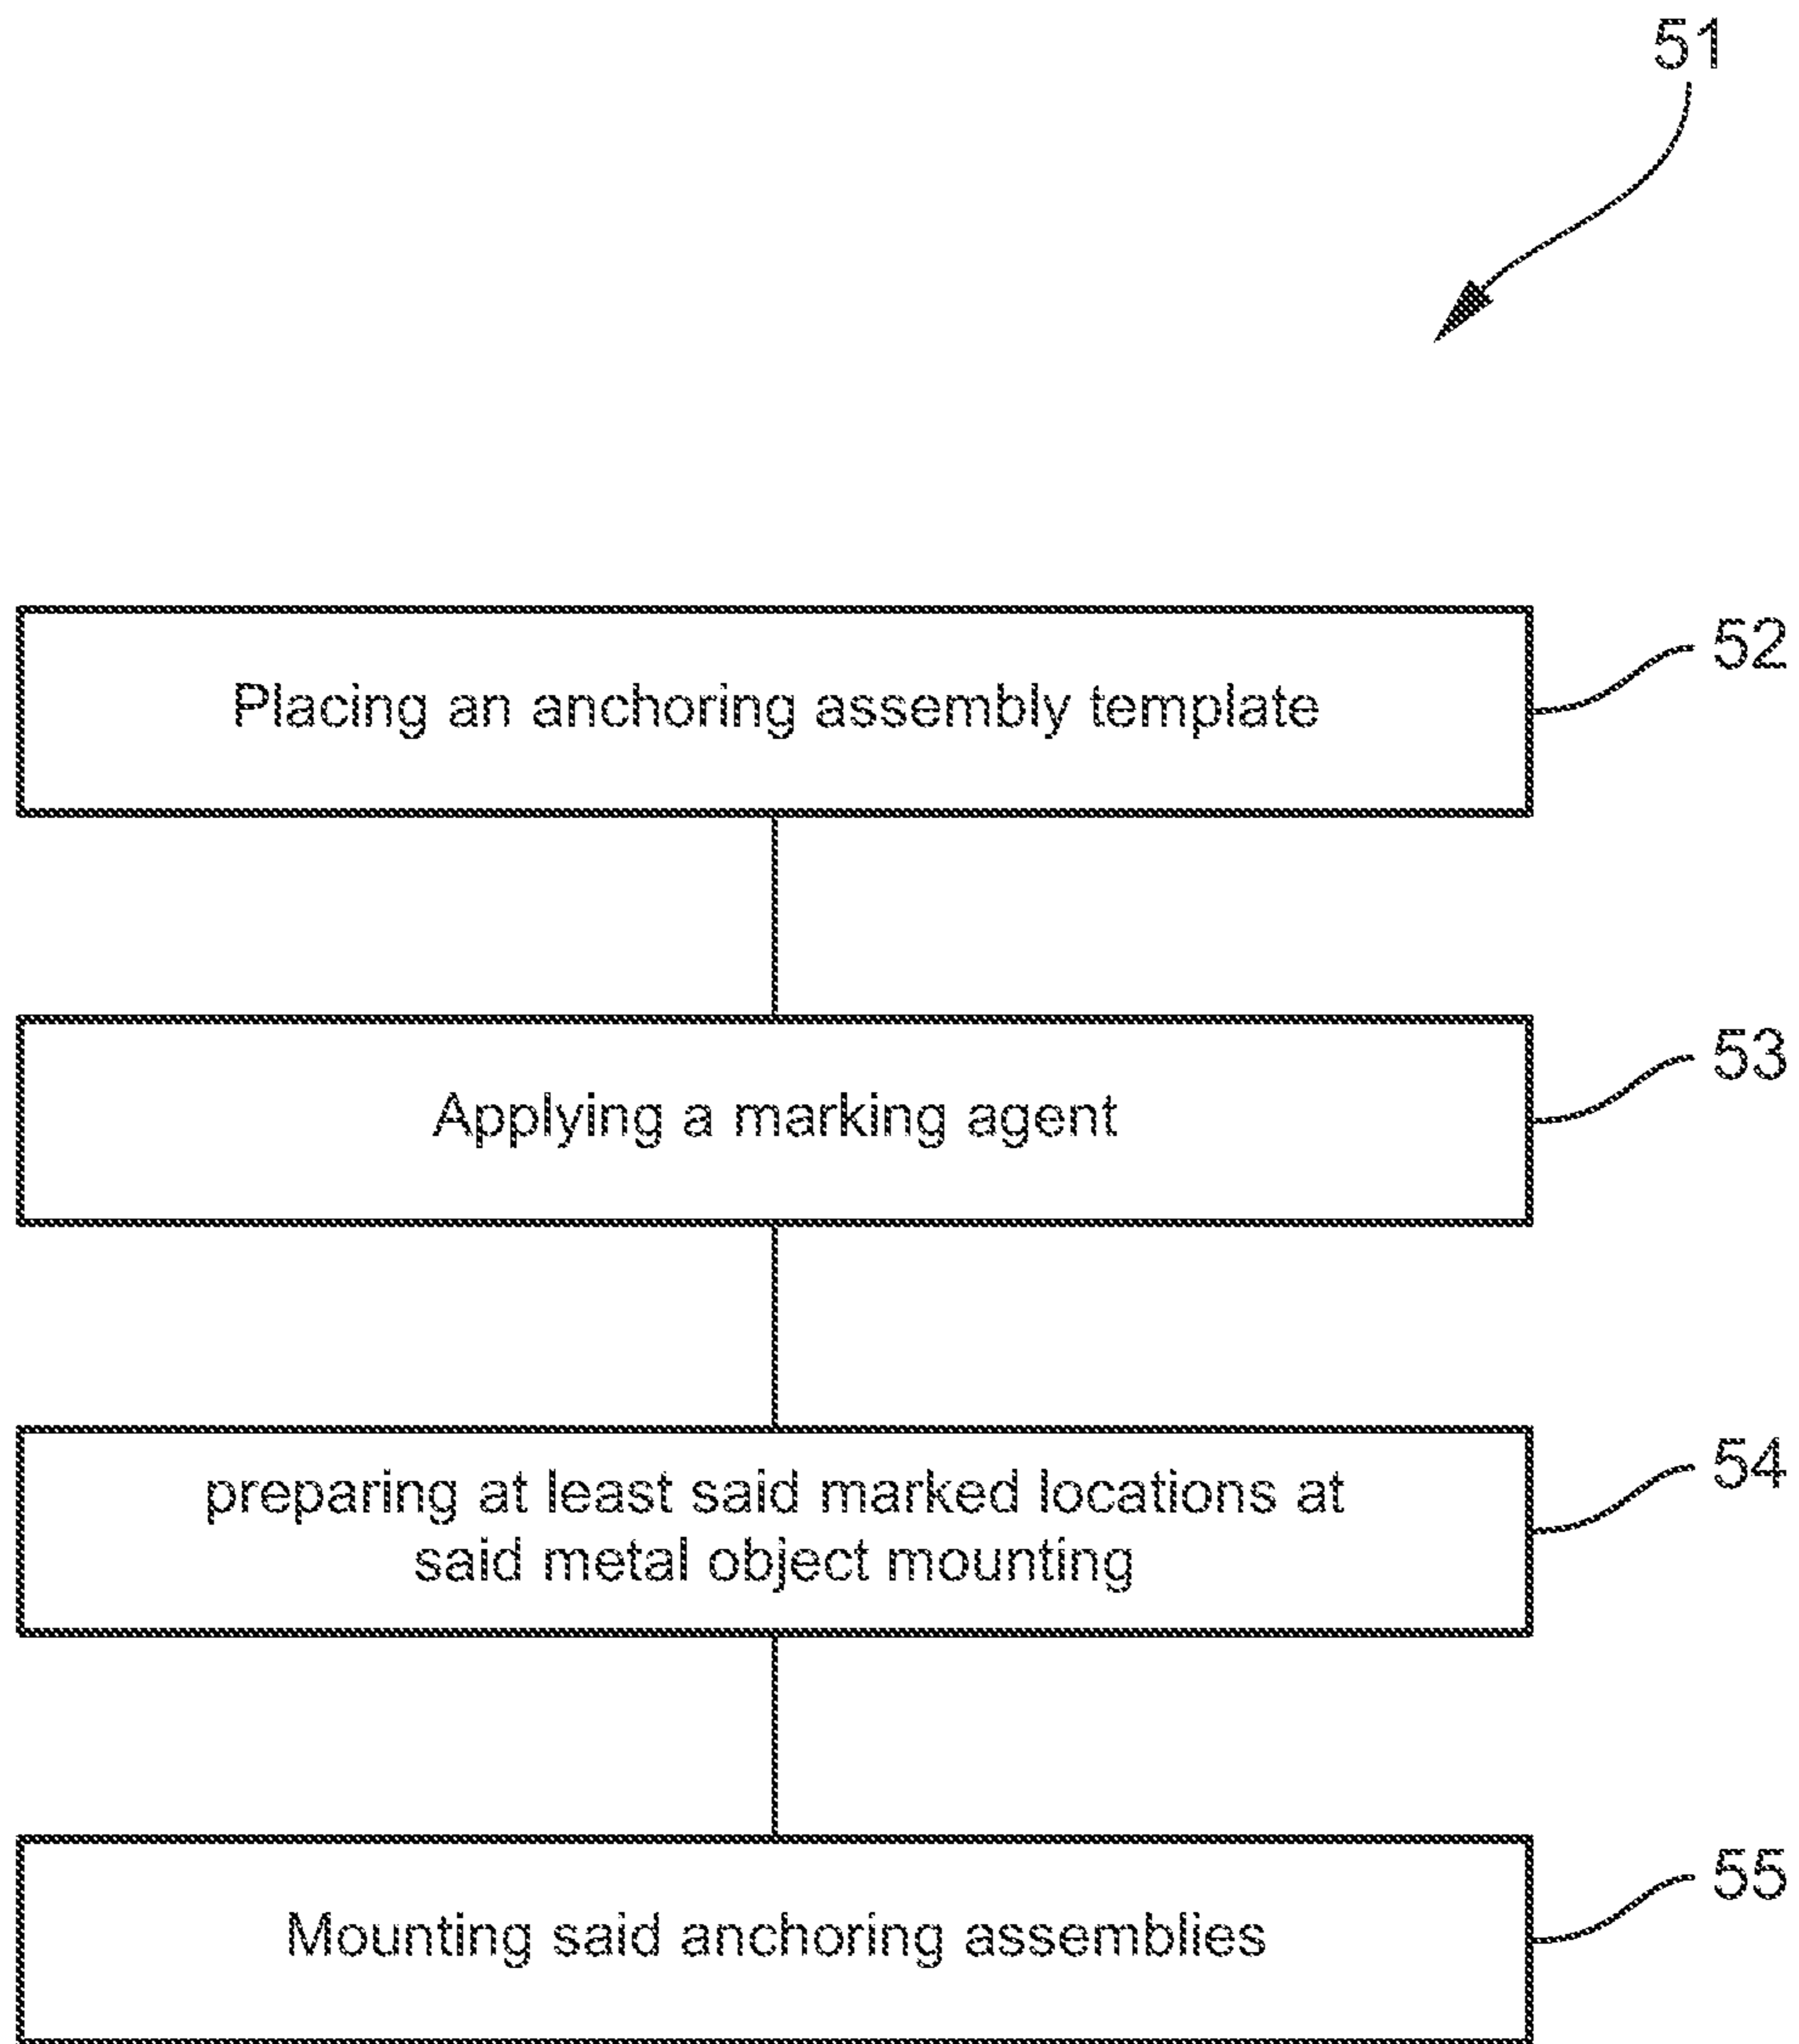 51
Placing an anchoring assembly template
52
Applying a marking agent
53
preparing at least said marked locations at
said metal object mounting
54
Mounting said anchoring assemblies
55